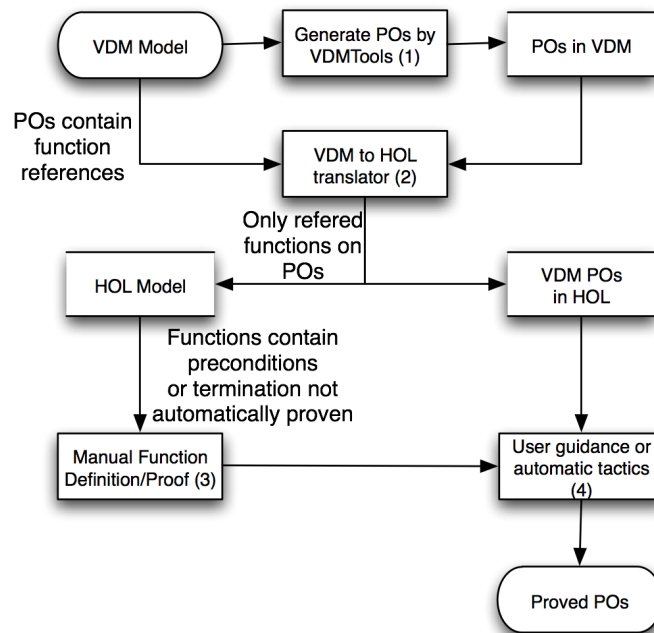 VDM Model
Generate POs by
VDMTools (1)
POs in VDM
POs contain
function
references
VDM to HOL
translator (2)
Only refered
functions on
POs
HOL Model
VDM POs
in HOL
Functions contain
preconditions
or termination not
automatically proven
Manual Function
Definition/Proof (3)
User guidance or
automatic tactics
(4)
Proved POs